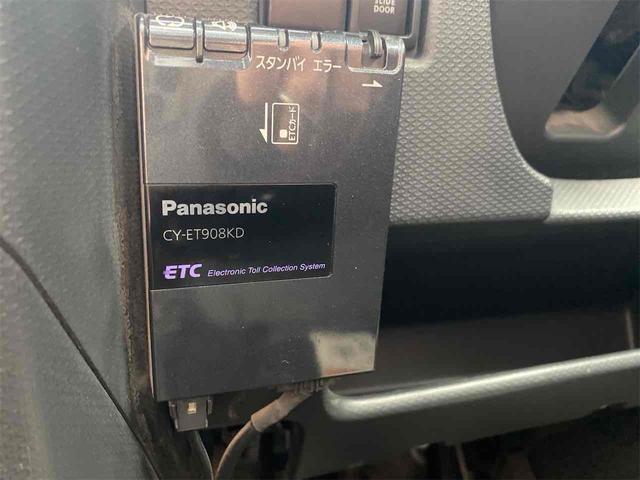 SLIDE
DOOR
スタンバイ エラー
ETCカード
Panasonic
CY-ET908KD
ETC Electronic Toll Collection System